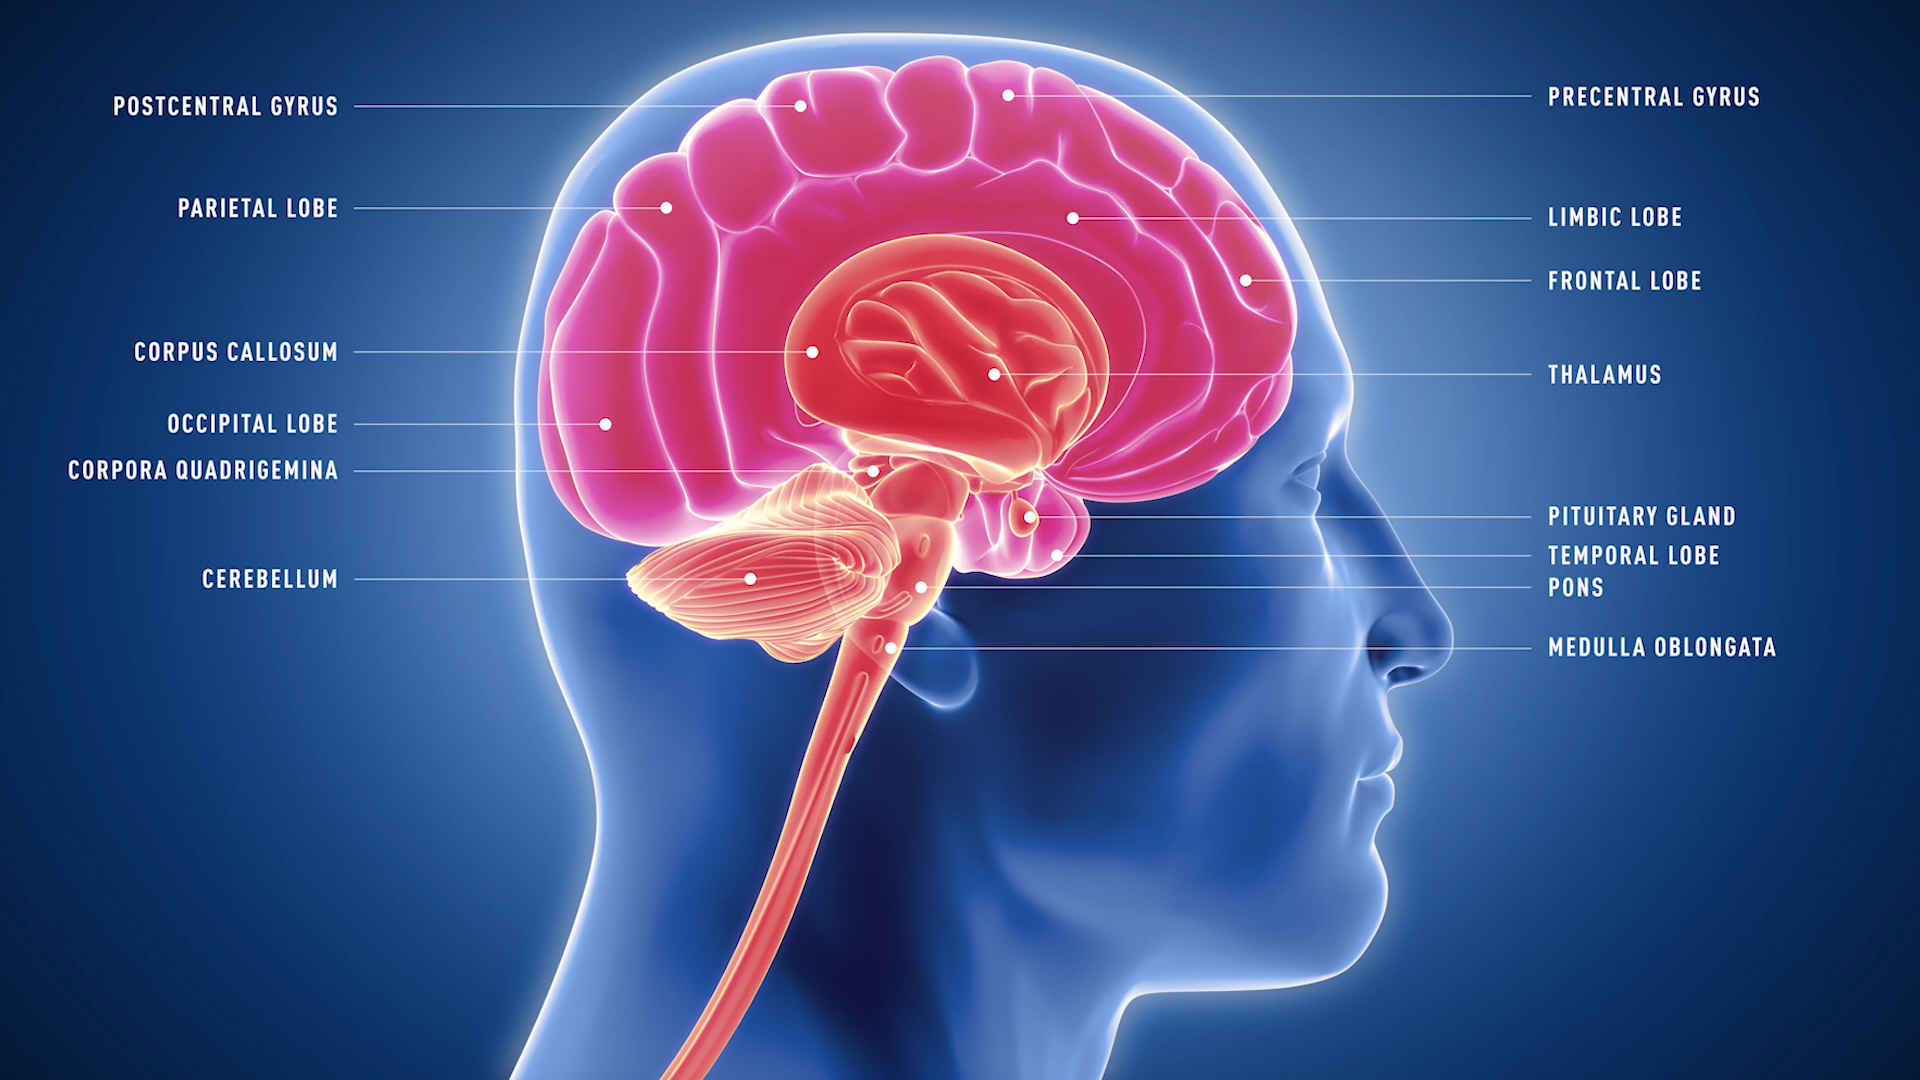 POSTCENTRAL GYRUS
PARIETAL LOBE
CORPUS CALLOSUM
OCCIPITAL LOBE
CORPORA QUADRIGEMINA
CEREBELLUM
PRECENTRAL GYRUS
LIMBIC LOBE
FRONTAL LOBE
THALAMUS
PITUITARY GLAND
TEMPORAL LOBE
PONS
MEDULLA OBLONGATA